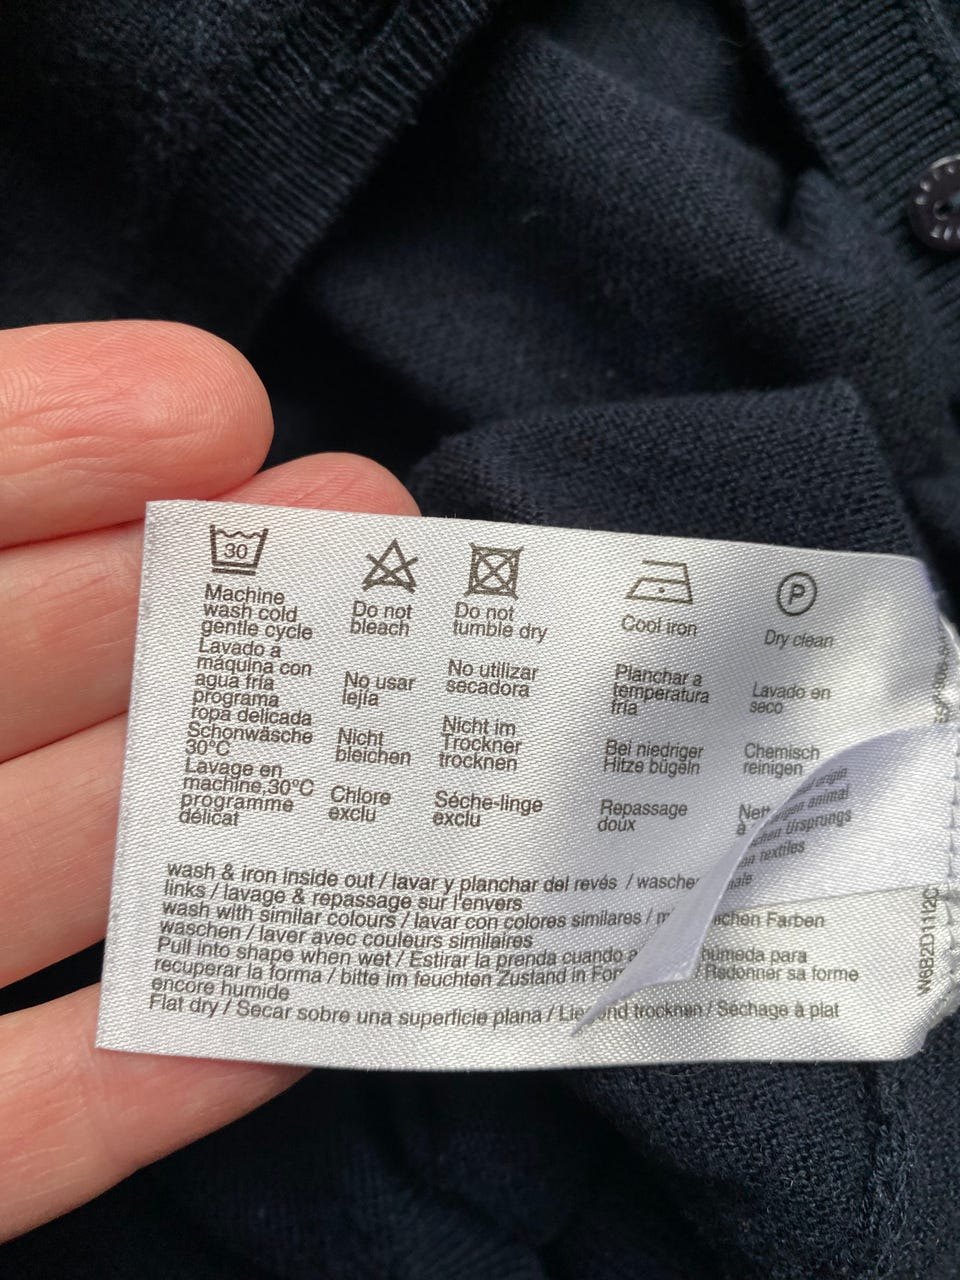 30
Machine
wash cold
gentle cycle
Lavado a
máquina con
agua fría
programa
ropa delicada
Schonwäsche
30°C
Lavage en
machine,30°C
programme
délicat
Do not
bleach
No usar
lejía
Nicht
bleichen
Chlore
exclu
Do not
tumble dry
No utilizar
secadora
Nicht im
Trockner
trocknen
Séche-linge
exclu
Cool iron
Planchar a
temperatura
fría
Bei niedriger
Hitze bügeln
Repassage
doux
P
Dry clean
Lavado en
seco
Chemisch
reinigen
à
origin
animal
Ursprungs
textiles
wash & iron inside out / lavar y planchar del revés /
links / lavage & repassage sur l'envers
wash with similar colours / lavar con colores similares / Farben
waschen / laver avec couleurs similaires
Pull into shape when wet / Estirar la prenda cuando húmeda para
recuperar la forma / bitte im feuchten Zustand in / Redonner sa forme
encore humide
Flat dry / Secar sobre una superficie plana / trocknen / Séchage à plat
W6B2D1112C